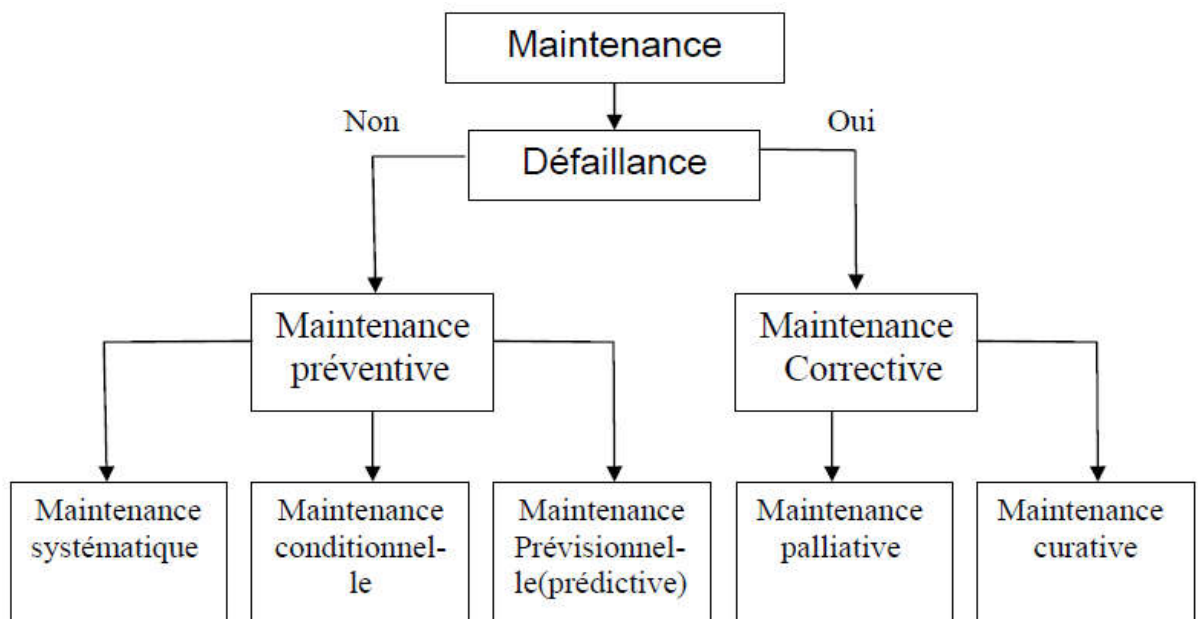 Maintenance
Non
Oui
Défaillance
Maintenance
préventive
Maintenance
Corrective
Maintenance
systématique
Maintenance
conditionnel-
le
Maintenance
Prévisionnel-
le(prédictive)
Maintenance
palliative
Maintenance
curative